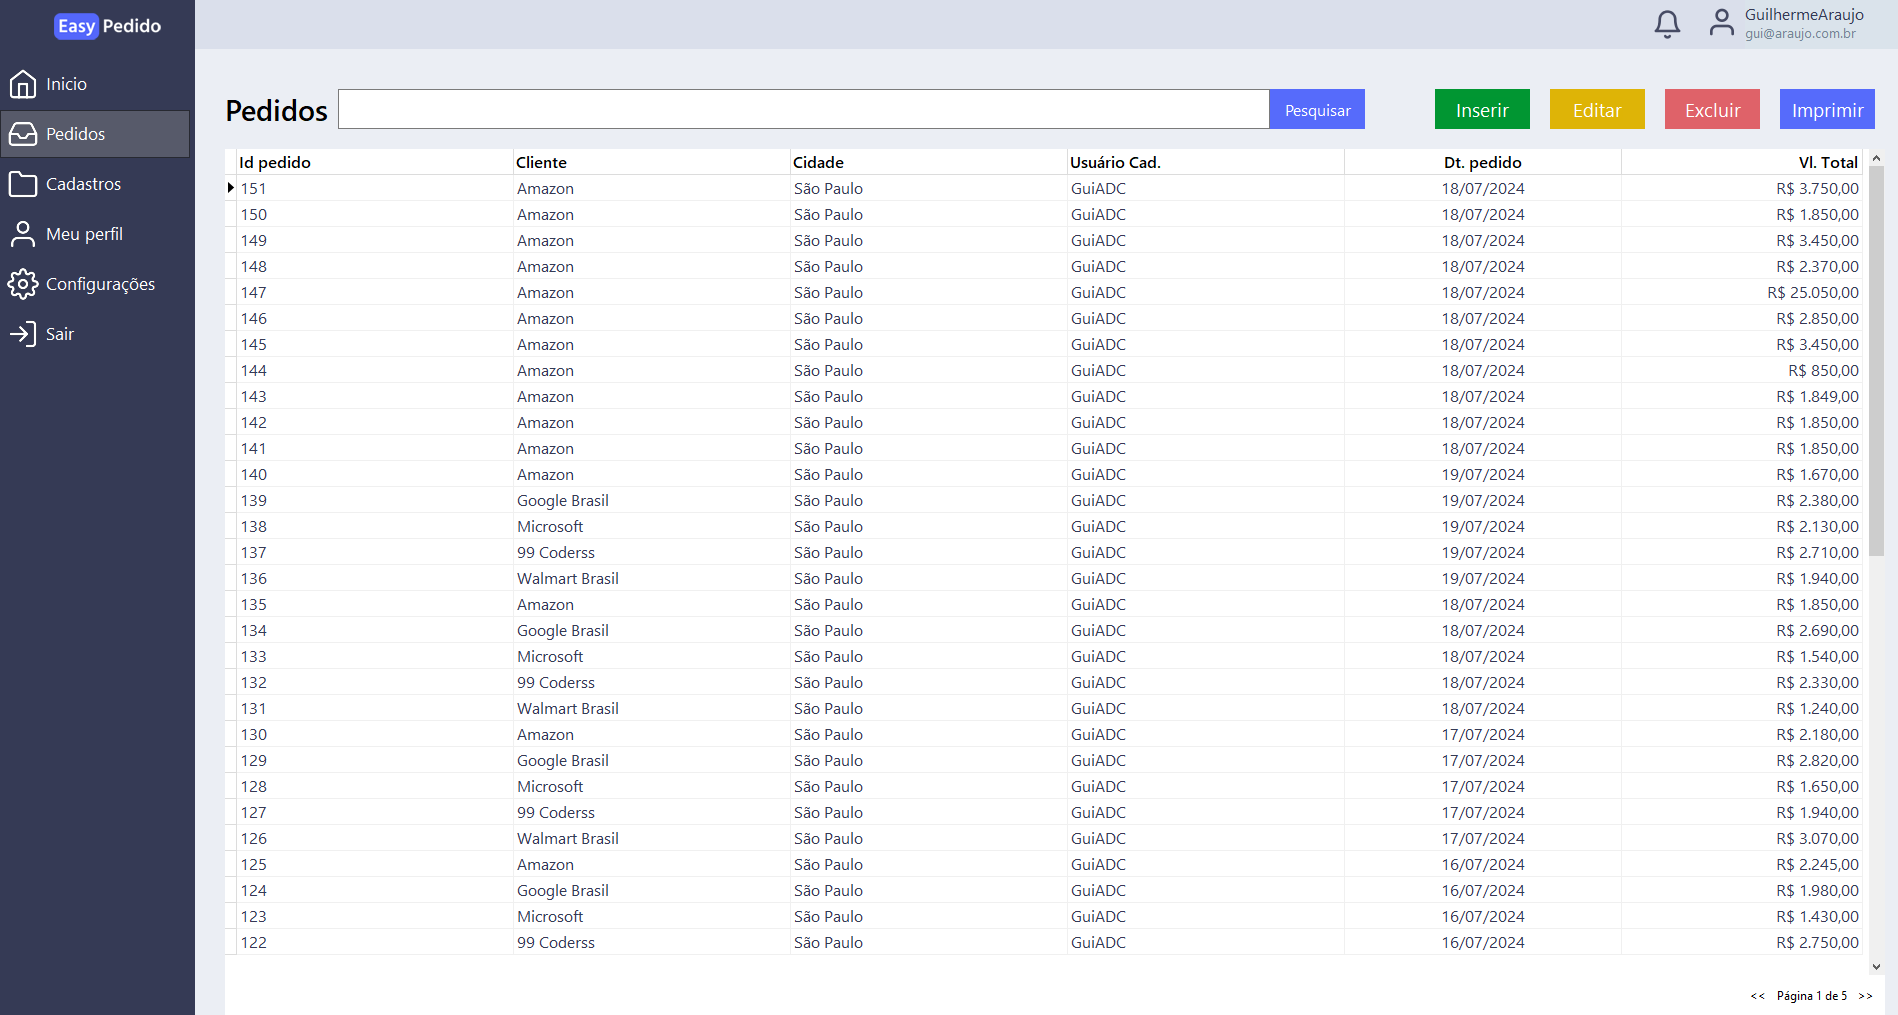 Easy Pedido
GuilhermeAraujo
gui@araujo.com.br
Inicio
Pedidos
Cadastros
Meu perfil
Configurações
Sair
Pedidos Pesquisar Inserir Editar Excluir Imprimir
Id pedido Cliente Cidade Usuário Cad. Dt. pedido Vl. Total
151 Amazon São Paulo GuiADC 18/07/2024 R$ 3.750,00
150 Amazon São Paulo GuiADC 18/07/2024 R$ 1.850,00
149 Amazon São Paulo GuiADC 18/07/2024 R$ 3.450,00
148 Amazon São Paulo GuiADC 18/07/2024 R$ 2.370,00
147 Amazon São Paulo GuiADC 18/07/2024 R$ 25.050,00
146 Amazon São Paulo GuiADC 18/07/2024 R$ 2.850,00
145 Amazon São Paulo GuiADC 18/07/2024 R$ 3.450,00
144 Amazon São Paulo GuiADC 18/07/2024 R$ 850,00
143 Amazon São Paulo GuiADC 18/07/2024 R$ 1.849,00
142 Amazon São Paulo GuiADC 18/07/2024 R$ 1.850,00
141 Amazon São Paulo GuiADC 18/07/2024 R$ 1.850,00
140 Amazon São Paulo GuiADC 19/07/2024 R$ 1.670,00
139 Google Brasil São Paulo GuiADC 19/07/2024 R$ 2.380,00
138 Microsoft São Paulo GuiADC 19/07/2024 R$ 2.130,00
137 99 Coderss São Paulo GuiADC 19/07/2024 R$ 2.710,00
136 Walmart Brasil São Paulo GuiADC 19/07/2024 R$ 1.940,00
135 Amazon São Paulo GuiADC 18/07/2024 R$ 1.850,00
134 Google Brasil São Paulo GuiADC 18/07/2024 R$ 2.690,00
133 Microsoft São Paulo GuiADC 18/07/2024 R$ 1.540,00
132 99 Coderss São Paulo GuiADC 18/07/2024 R$ 2.330,00
131 Walmart Brasil São Paulo GuiADC 18/07/2024 R$ 1.240,00
130 Amazon São Paulo GuiADC 17/07/2024 R$ 2.180,00
129 Google Brasil São Paulo GuiADC 17/07/2024 R$ 2.820,00
128 Microsoft São Paulo GuiADC 17/07/2024 R$ 1.650,00
127 99 Coderss São Paulo GuiADC 17/07/2024 R$ 1.940,00
126 Walmart Brasil São Paulo GuiADC 17/07/2024 R$ 3.070,00
125 Amazon São Paulo GuiADC 16/07/2024 R$ 2.245,00
124 Google Brasil São Paulo GuiADC 16/07/2024 R$ 1.980,00
123 Microsoft São Paulo GuiADC 16/07/2024 R$ 1.430,00
122 99 Coderss São Paulo GuiADC 16/07/2024 R$ 2.750,00
<< Página 1 de 5 >>